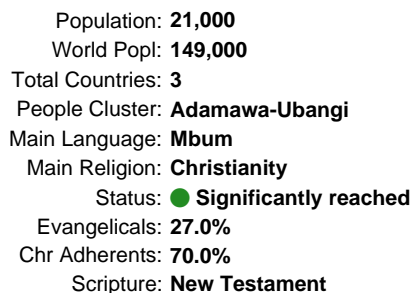 Population: 21,000
World Popl: 149,000
Total Countries: 3
People Cluster: Adamawa-Ubangi
Main Language: Mbum
Main Religion: Christianity
Status: Significantly reached
Evangelicals: 27.0%
Chr Adherents: 70.0%
Scripture: New Testament